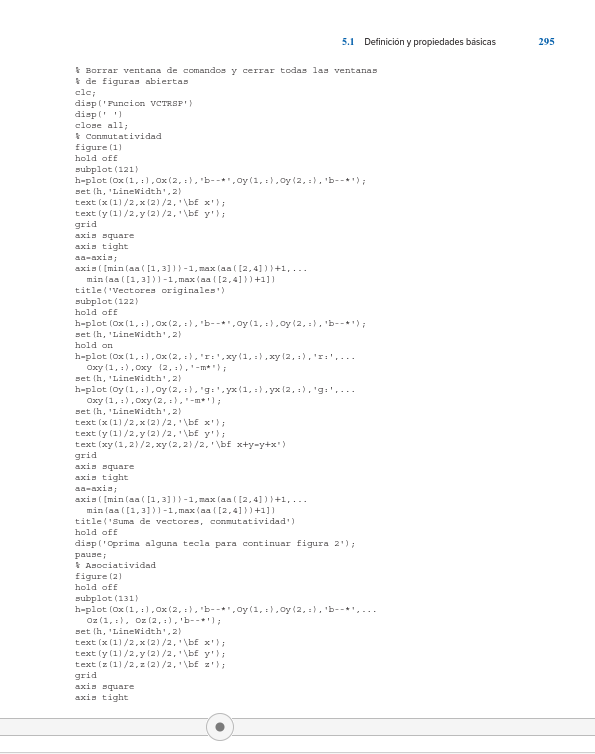 5.1 Definición y propiedades básicas 295
% Borrar ventana de comandos y cerrar todas las ventanas
% de figuras abiertas
clc;
disp('Funcion VCTRSP')
disp(' ')
close all;
% Conmutatividad
figure(1)
hold off
subplot(121)
h=plot(Ox(1,:),Ox(2,:),'b--*',Oy(1,:),Oy(2,:),'b--*');
set(h,'LineWidth',2)
text(x(1)/2,x(2)/2,'\bf x');
text(y(1)/2,y(2)/2,'\bf y');
grid
axis square
axis tight
aa=axis;
axis([min(aa([1,3]))-1,max(aa([2,4]))+1,...
min(aa([1,3]))-1,max(aa([2,4]))+1])
title('Vectores originales')
subplot(122)
hold off
h=plot(Ox(1,:),Ox(2,:),'b--*',Oy(1,:),Oy(2,:),'b--*');
set(h,'LineWidth',2)
hold on
h=plot(Ox(1,:),Ox(2,:),'r:',xy(1,:),xy(2,:),'r:',...
Oxy(1,:),Oxy (2,:),'-m*');
set(h,'LineWidth',2)
h=plot(Oy(1,:),Oy(2,:),'g:',yx(1,:),yx(2,:),'g:',...
Oxy(1,:),Oxy(2,:),'-m*');
set(h,'LineWidth',2)
text(x(1)/2,x(2)/2,'\bf x');
text(y(1)/2,y(2)/2,'\bf y');
text(xy(1,2)/2,xy(2,2)/2,'\bf x+y=y+x')
grid
axis square
axis tight
aa=axis;
axis([min(aa([1,3]))-1,max(aa([2,4]))+1,...
min(aa([1,3]))-1,max(aa([2,4]))+1])
title('Suma de vectores, conmutatividad')
hold off
disp('Oprima alguna tecla para continuar figura 2');
pause;
% Asociatividad
figure(2)
hold off
subplot(131)
h=plot(Ox(1,:),Ox(2,:),'b--*',Oy(1,:),Oy(2,:),'b--*',...
Oz(1,:), Oz(2,:),'b--*');
set(h,'LineWidth',2)
text(x(1)/2,x(2)/2,'\bf x');
text(y(1)/2,y(2)/2,'\bf y');
text(z(1)/2,z(2)/2,'\bf z');
grid
axis square
axis tight